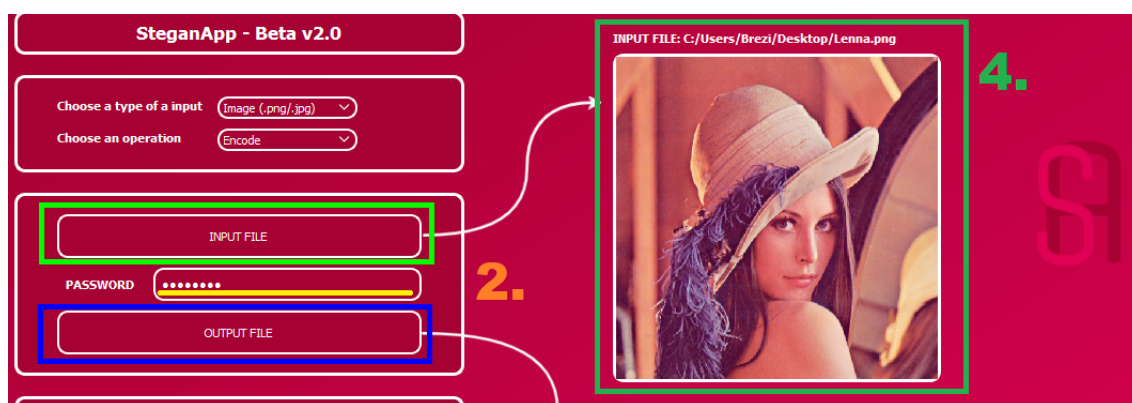 SteganApp - Beta v2.0
Choose a type of a input Image (.png/.jpg)
Choose an operation Encode
INPUT FILE
PASSWORD ••••••••
OUTPUT FILE
2.
INPUT FILE: C:/Users/Brezi/Desktop/Lenna.png
4.
SA